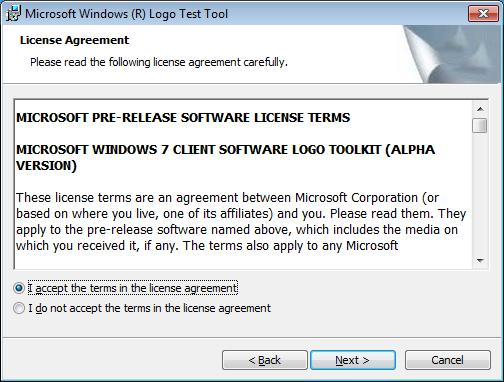 Microsoft Windows (R) Logo Test Tool
License Agreement
Please read the following license agreement carefully.
MICROSOFT PRE-RELEASE SOFTWARE LICENSE TERMS
MICROSOFT WINDOWS 7 CLIENT SOFTWARE LOGO TOOLKIT (ALPHA
VERSION)
These license terms are an agreement between Microsoft Corporation (or
based on where you live, one of its affiliates) and you. Please read them. They
apply to the pre-release software named above, which includes the media on
which you received it, if any. The terms also apply to any Microsoft
I accept the terms in the license agreement
I do not accept the terms in the license agreement
< Back
Next >
Cancel